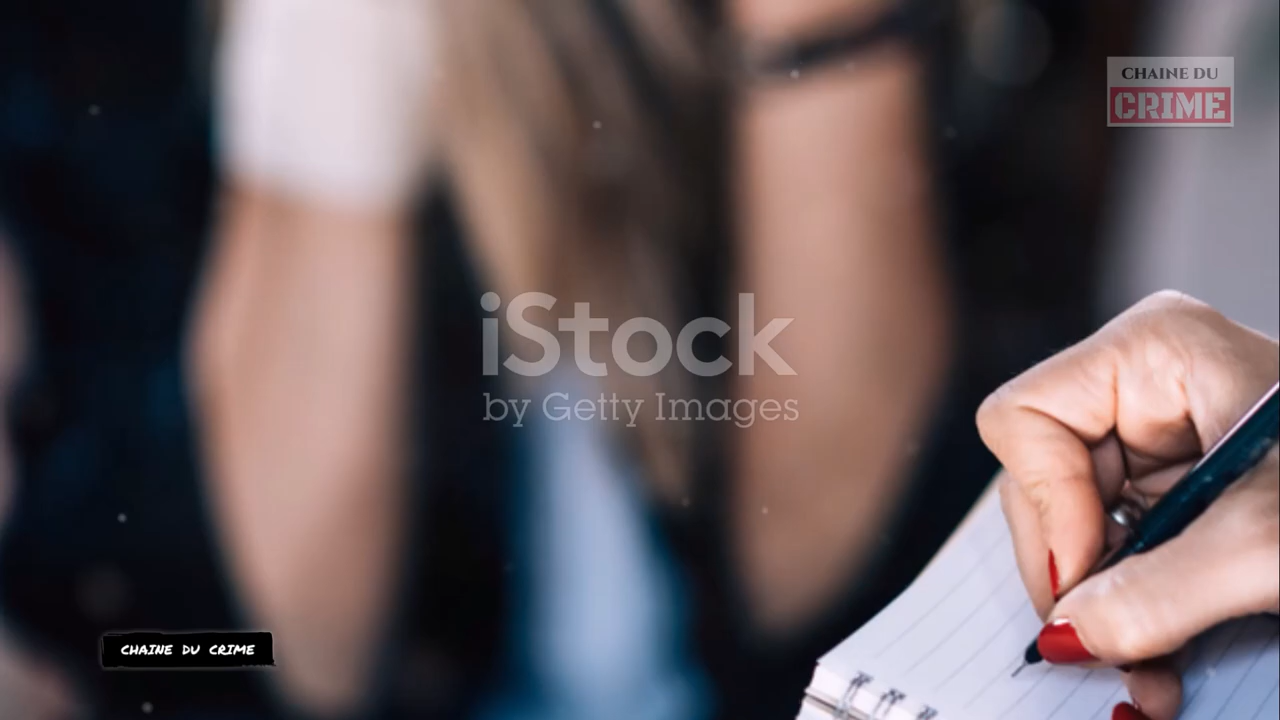 CHAINE DU
CRIME
iStock
by Getty Images
CHAINE DU CRIME